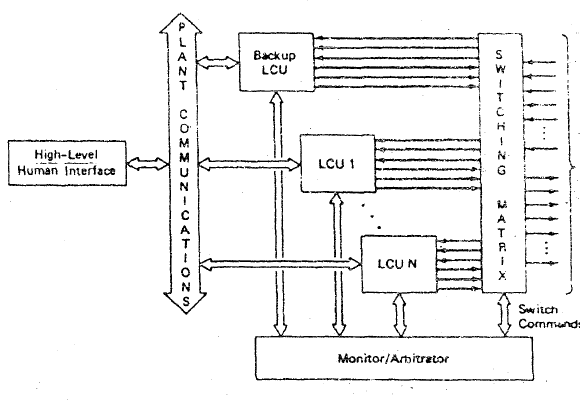 PLANT COMMUNICATIONS
Backup
LCU
SWITCHING MATRIX
High-Level
Human Interface
LCU 1
LCU N
Switch
Commands
Monitor/Arbitrator